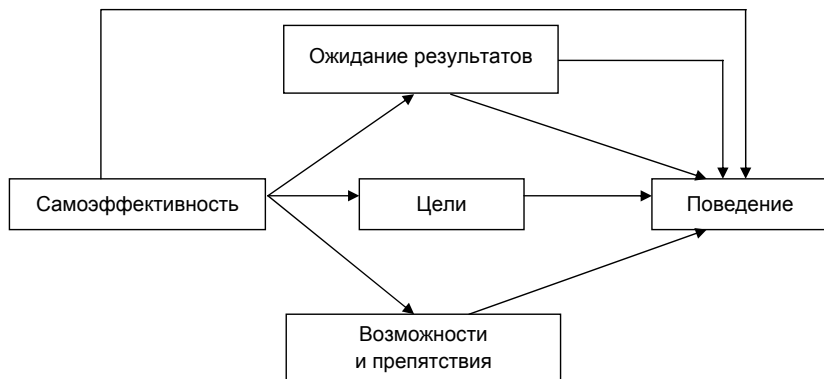 Ожидание результатов
Самоэффективность
Цели
Поведение
Возможности
и препятствия